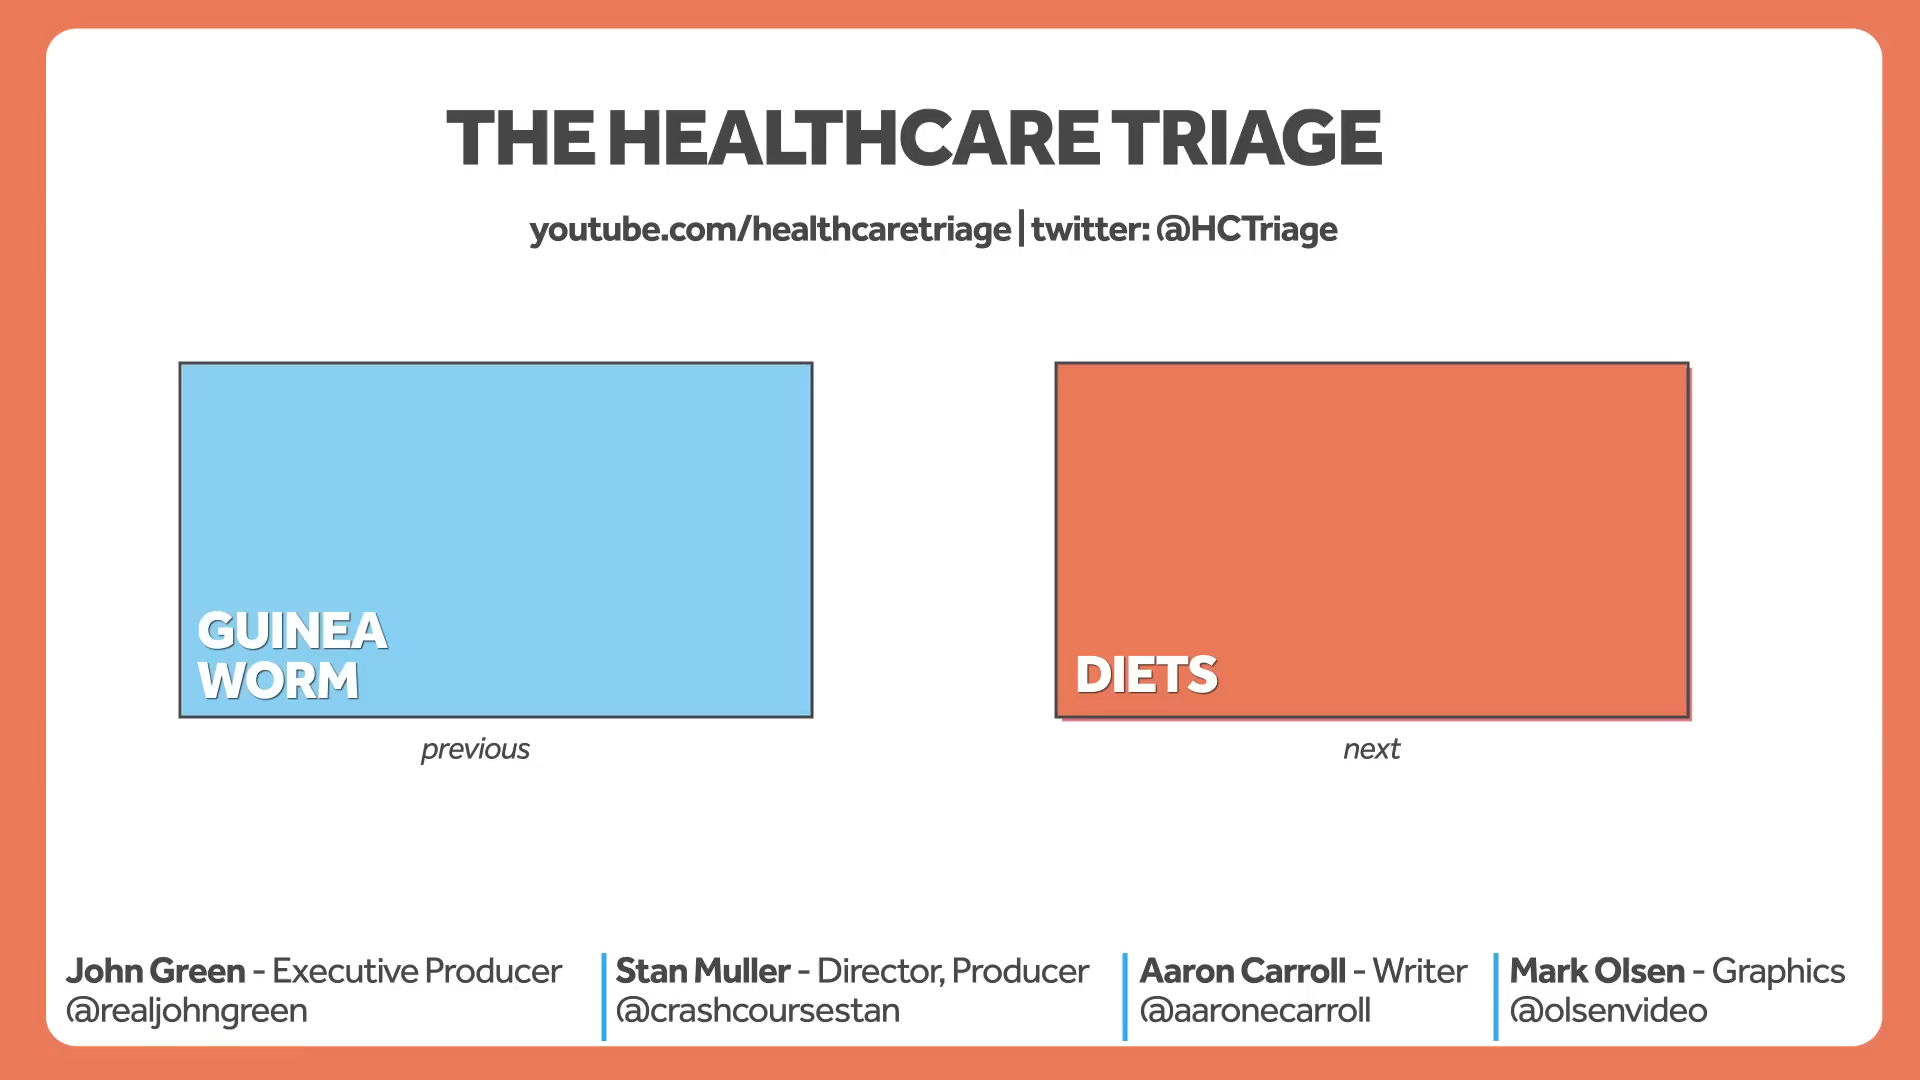 THE HEALTHCARE TRIAGE
youtube.com/healthcaretriage | twitter: @HCTriage
GUINEA
WORM
previous
DIETS
next
John Green - Executive Producer
@realjohngreen
Stan Muller - Director, Producer
@crashcoursestan
Aaron Carroll - Writer
@aaronecarroll
Mark Olsen - Graphics
@olsenvideo